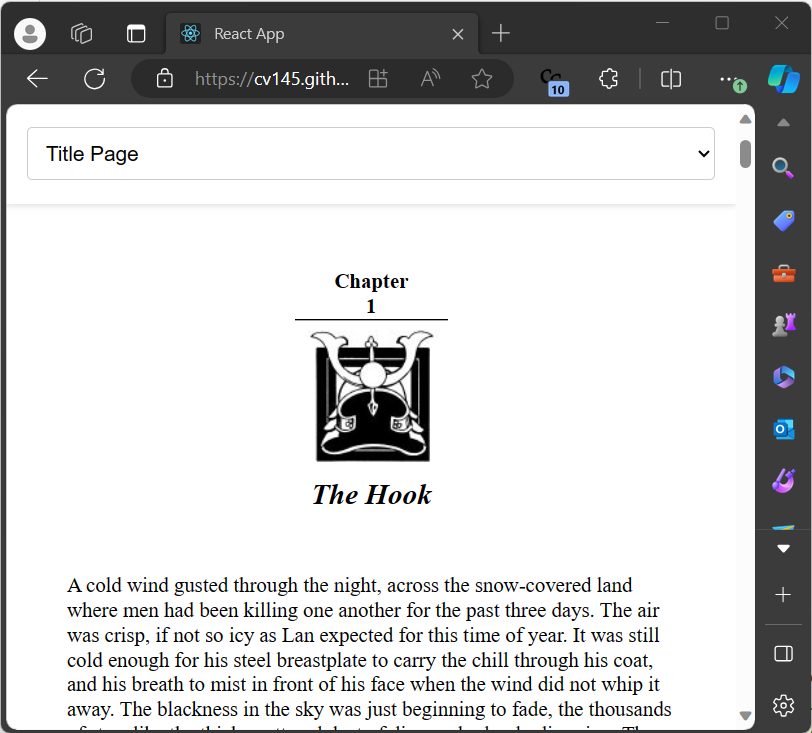 React App
https://cv145.gith...
10
Title Page
Chapter
1
The Hook
A cold wind gusted through the night, across the snow-covered land
where men had been killing one another for the past three days. The air
was crisp, if not so icy as Lan expected for this time of year. It was still
cold enough for his steel breastplate to carry the chill through his coat,
and his breath to mist in front of his face when the wind did not whip it
away. The blackness in the sky was just beginning to fade, the thousands